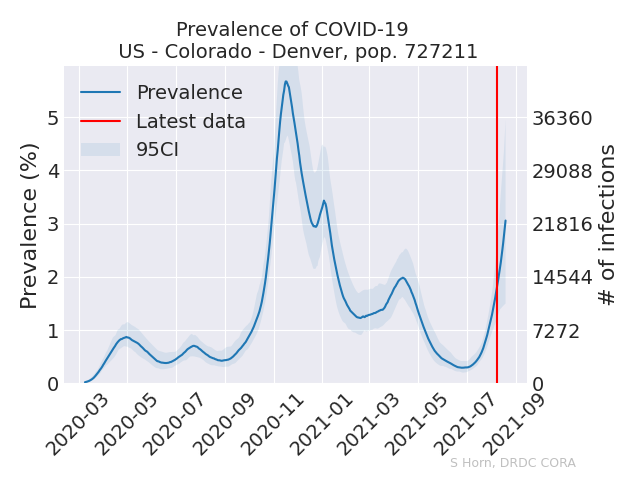 Prevalence of COVID-19
US - Colorado - Denver, pop. 727211
Prevalence
Latest data
95CI
Prevalence (%)
5
4
3
2
1
0
36360
29088
21816
14544
7272
0
# of infections
2020-03
2020-05
2020-07
2020-09
2020-11
2021-01
2021-03
2021-05
2021-07
2021-09
S Horn, DRDC CORA